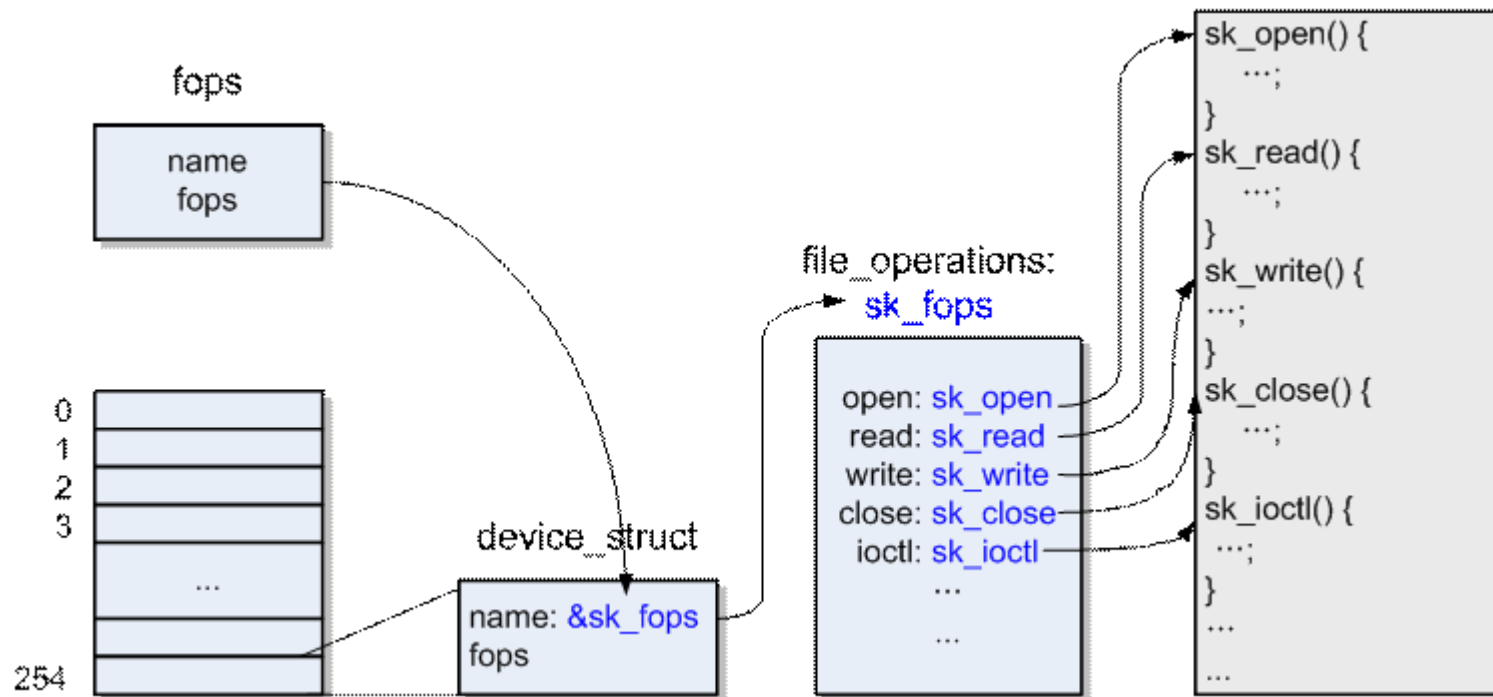 fops
name
fops
0
1
2
3
...
254
device_struct
name: &sk_fops
fops
file_operations:
sk_fops
open: sk_open
read: sk_read
write: sk_write
close: sk_close
ioctl: sk_ioctl
...
...
sk_open() {
...;
}
sk_read() {
...;
}
sk_write() {
...;
}
sk_close() {
...;
}
sk_ioctl() {
...;
}
...
...